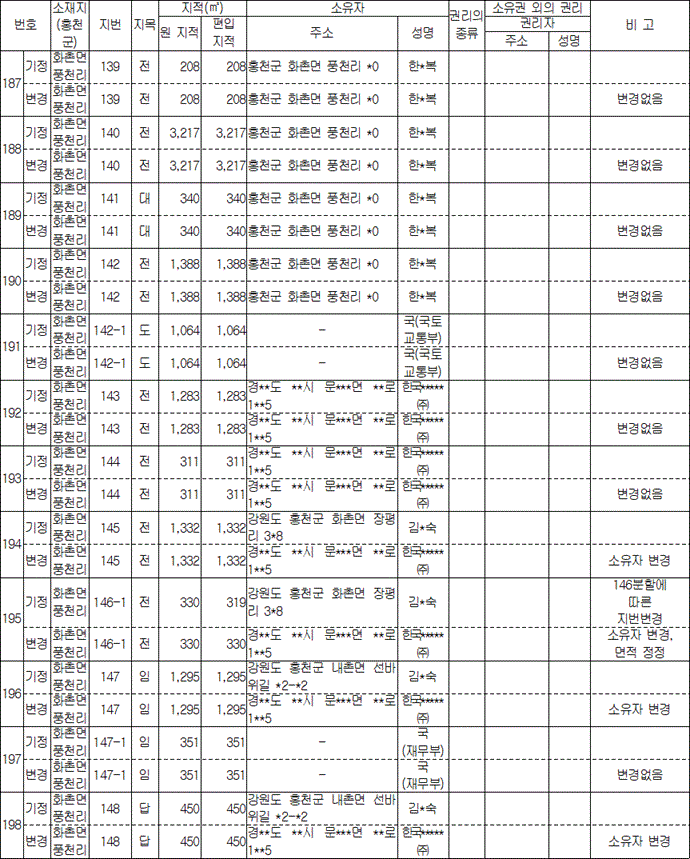 번호 소재지(홍천군) 지번 지목 지적(㎡) 소유자 권리의 종류 소유권 외의 권리 비 고
원 지적 편입 지적 주소 성명 권리자
주소 성명
187 기정 화촌면 풍천리 139 전 208 208 홍천군 화촌면 풍천리 *0 한*복
변경 화촌면 풍천리 139 전 208 208 홍천군 화촌면 풍천리 *0 한*복 변경없음
188 기정 화촌면 풍천리 140 전 3,217 3,217 홍천군 화촌면 풍천리 *0 한*복
변경 화촌면 풍천리 140 전 3,217 3,217 홍천군 화촌면 풍천리 *0 한*복 변경없음
189 기정 화촌면 풍천리 141 대 340 340 홍천군 화촌면 풍천리 *0 한*복
변경 화촌면 풍천리 141 대 340 340 홍천군 화촌면 풍천리 *0 한*복 변경없음
190 기정 화촌면 풍천리 142 전 1,388 1,388 홍천군 화촌면 풍천리 *0 한*복
변경 화촌면 풍천리 142 전 1,388 1,388 홍천군 화촌면 풍천리 *0 한*복 변경없음
191 기정 화촌면 풍천리 142-1 도 1,064 1,064 - 국(국토교통부)
변경 화촌면 풍천리 142-1 도 1,064 1,064 국(국토교통부) 변경없음
192 기정 화촌면 풍천리 143 전 1,283 1,283 경**도 **시 문***면 **로 1**5 한국*****㈜
변경 화촌면 풍천리 143 전 1,283 1,283 경**도 **시 문***면 **로 1**5 한국*****㈜ 변경없음
193 기정 화촌면 풍천리 144 전 311 311 경**도 **시 문***면 **로 1**5 한국*****㈜
변경 화촌면 풍천리 144 전 311 311 경**도 **시 문***면 **로 1**5 한국*****㈜ 변경없음
194 기정 화촌면 풍천리 145 전 1,332 1,332 강원도 홍천군 화촌면 장평리 3*8 김*숙
변경 화촌면 풍천리 145 전 1,332 1,332 경**도 **시 문***면 **로 1**5 한국*****㈜ 소유자 변경
195 기정 화촌면 풍천리 146-1 전 330 319 강원도 홍천군 화촌면 장평리 3*8 김*숙 146분할에 따른 지번변경
변경 화촌면 풍천리 146-1 전 330 330 경**도 **시 문***면 **로 1**5 한국*****㈜ 소유자 변경, 면적 정정
196 기정 화촌면 풍천리 147 임 1,295 1,295 강원도 홍천군 내촌면 선바위길 *2-*2 김*숙
변경 화촌면 풍천리 147 임 1,295 1,295 경**도 **시 문***면 **로 1**5 한국*****㈜ 소유자 변경
197 기정 화촌면 풍천리 147-1 임 351 351 - 국(재무부)
변경 화촌면 풍천리 147-1 임 351 351 국(재무부) 변경없음
198 기정 화촌면 풍천리 148 답 450 450 강원도 홍천군 내촌면 선바위길 *2-*2 김*숙
변경 화촌면 풍천리 148 답 450 450 경**도 **시 문***면 **로 1**5 한국*****㈜ 소유자 변경